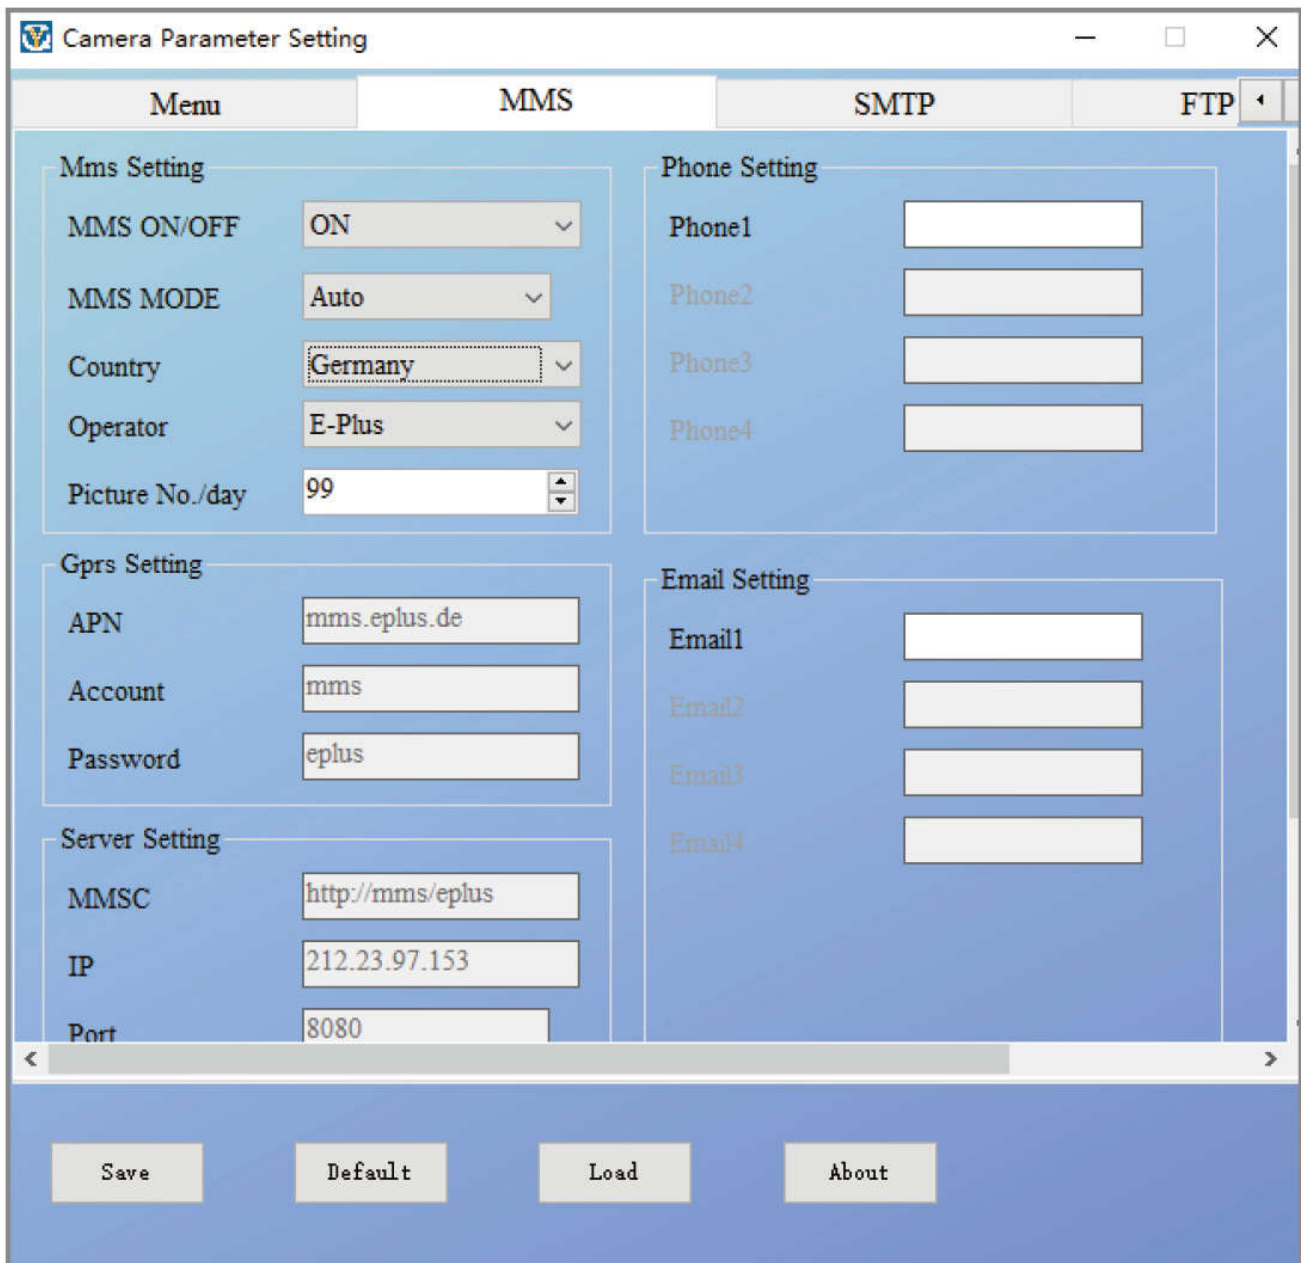 Camera Parameter Setting
Menu
MMS
SMTP
FTP
Mms Setting
MMS ON/OFF
ON
MMS MODE
Auto
Country
Germany
Operator
E-Plus
Picture No./day
99
Gprs Setting
APN
mms.eplus.de
Account
mms
Password
eplus
Server Setting
MMSC
http://mms/eplus
IP
212.23.97.153
Port
8080
Phone Setting
Phone1
Phone2
Phone3
Phone4
Email Setting
Email1
Email2
Email3
Email4
Save
Default
Load
About